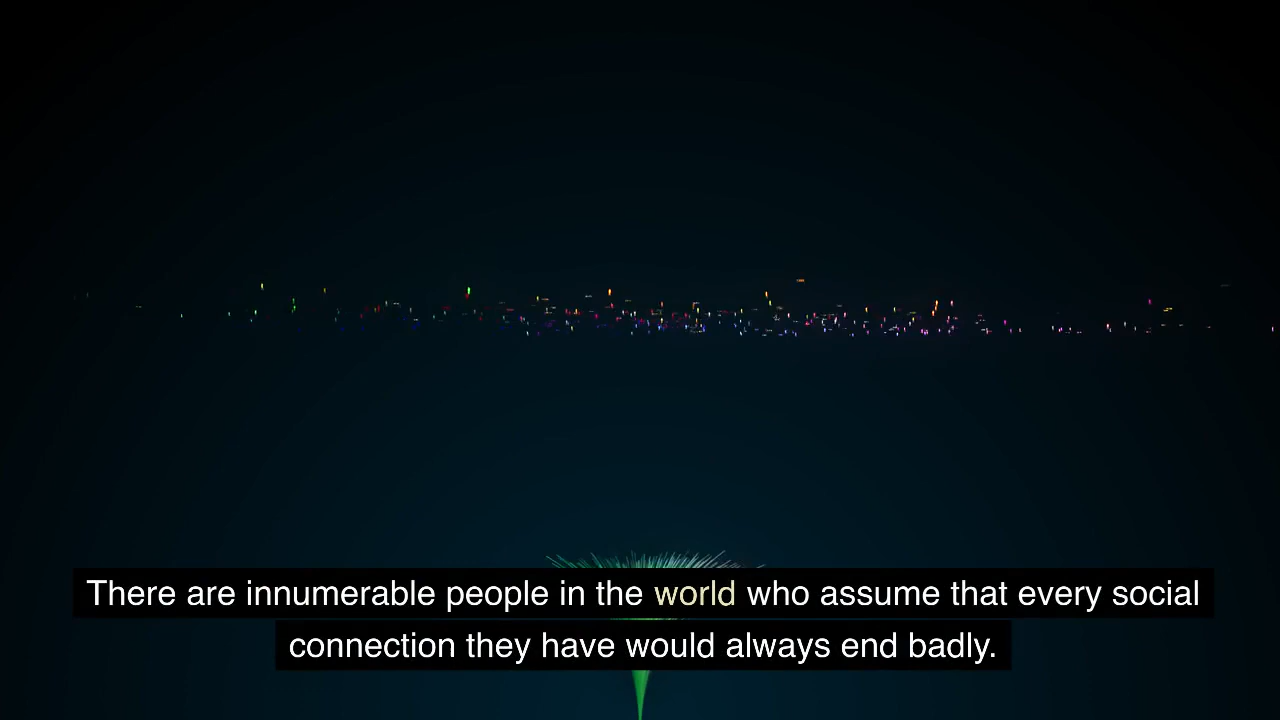 There are innumerable people in the world who assume that every social
connection they have would always end badly.